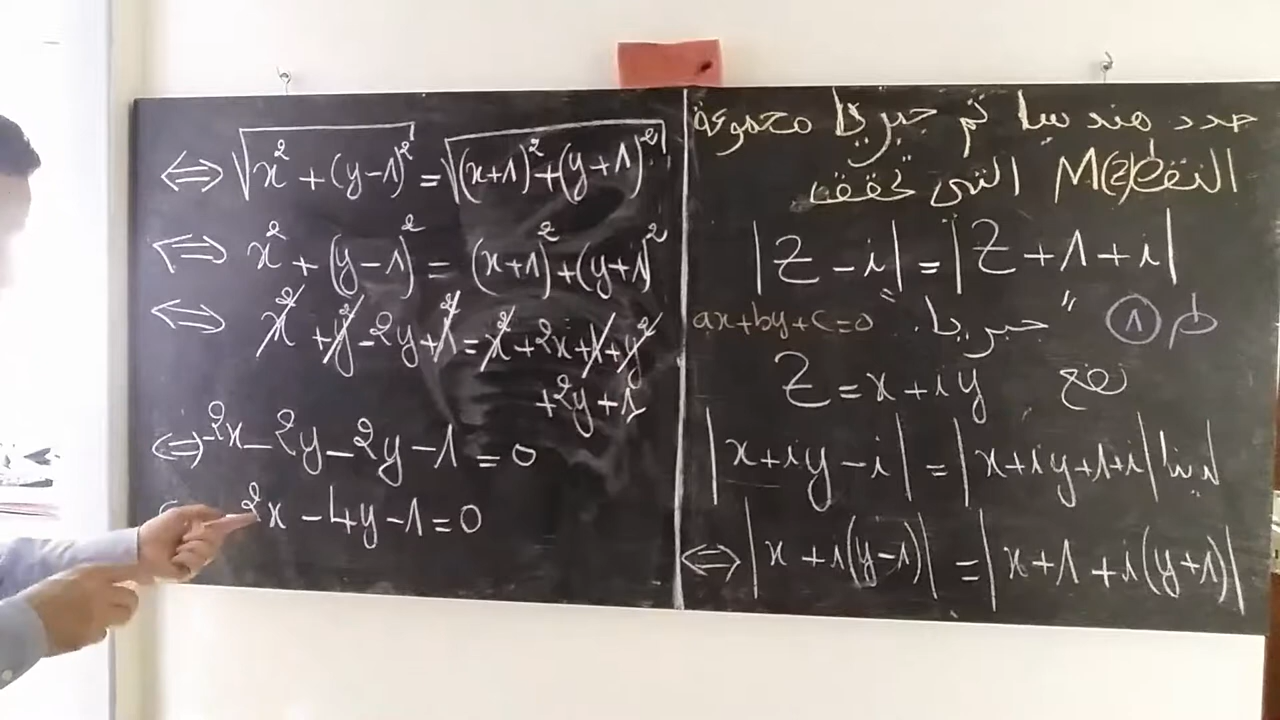 حدد هندسيا ثم جبريا مجموعة
النقط M(z) التي تحقق
|Z - i| = |Z + 1 + i|
ط ① " جبريا " ax+by+c=0
نضع Z = x + iy
لدينا |x + iy - i| = |x + iy + 1 + i|
⇔ |x + i(y-1)| = |x + 1 + i(y+1)|
⇔ √(x² + (y-1)²) = √((x+1)² + (y+1)²)
⇔ x² + (y-1)² = (x+1)² + (y+1)²
⇔ x² + y² - 2y + 1 = x² + 2x + 1 + y²
+ 2y + 1
⇔ -2x - 2y - 2y - 1 = 0
2x - 4y - 1 = 0